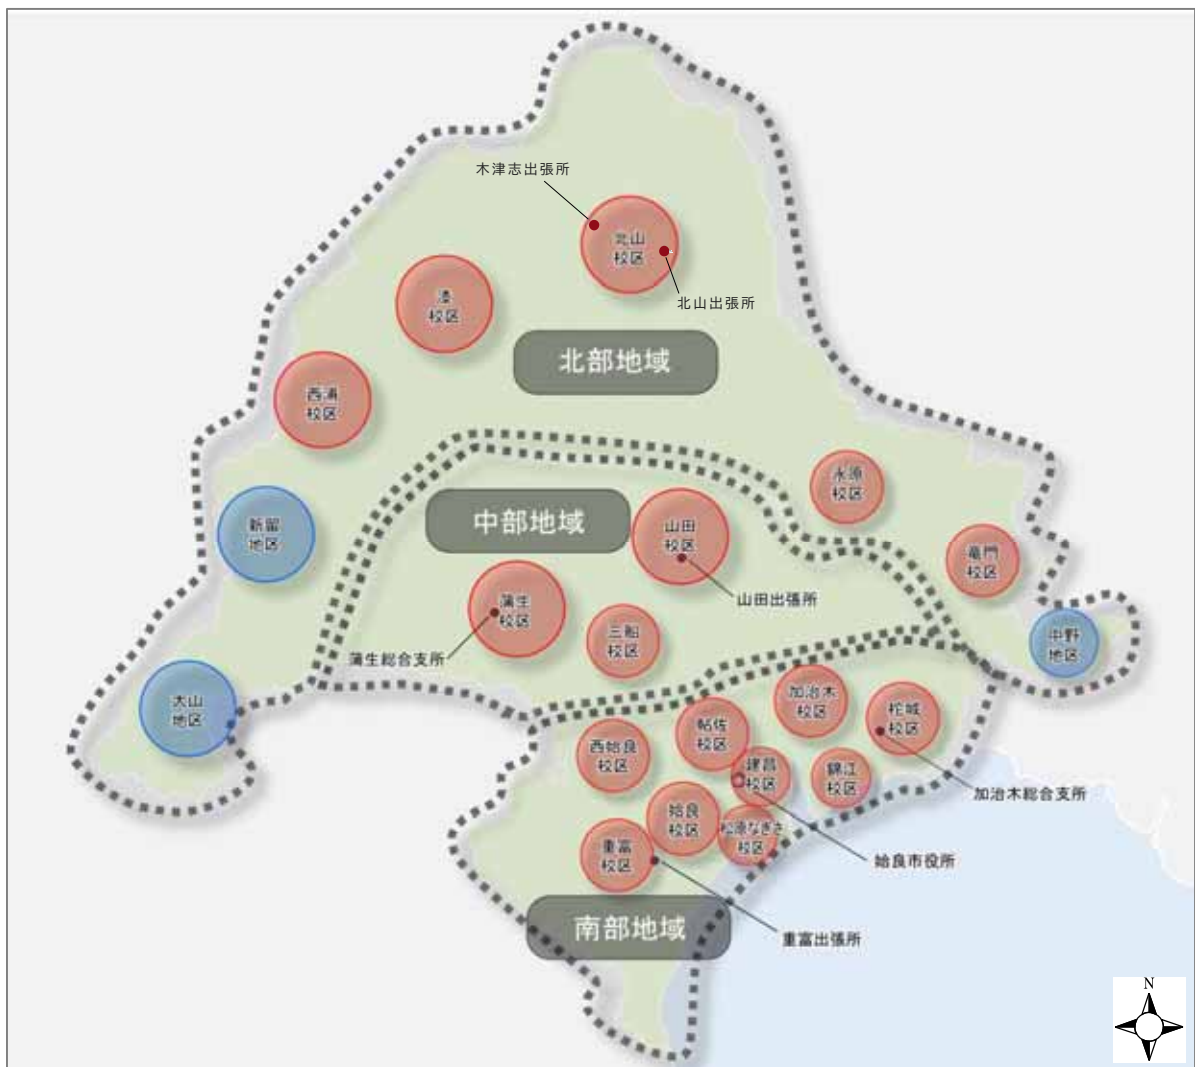 木津志出張所
北山
校区
北山出張所
漆
校区
北部地域
西浦
校区
永原
校区
中部地域
新留
地区
山田
校区
竜門
校区
山田出張所
蒲生
校区
三船
校区
中野
地区
蒲生総合支所
大山
地区
加治木
校区
柁城
校区
帖佐
校区
西姶良
校区
建昌
校区
錦江
校区
加治木総合支所
姶良
校区
松原なぎさ
校区
重富
校区
姶良市役所
南部地域
重富出張所
N